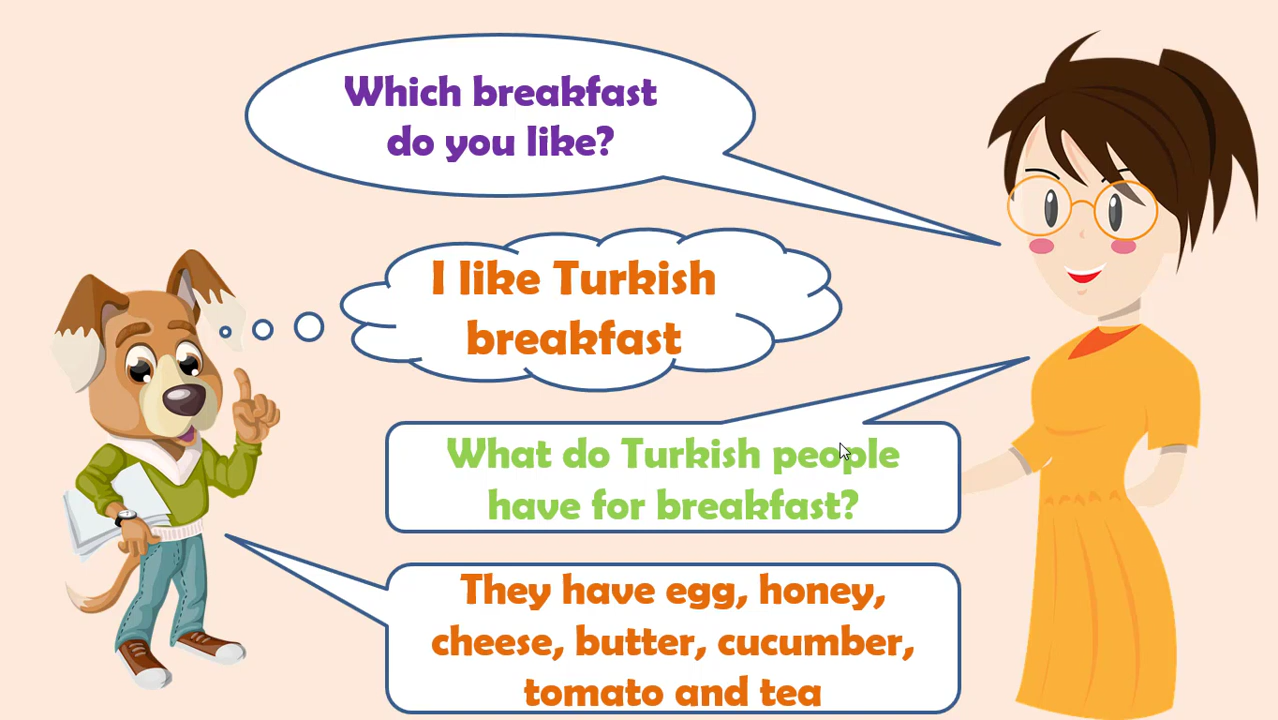 Which breakfast
do you like?
I like Turkish
breakfast
What do Turkish people
have for breakfast?
They have egg, honey,
cheese, butter, cucumber,
tomato and tea